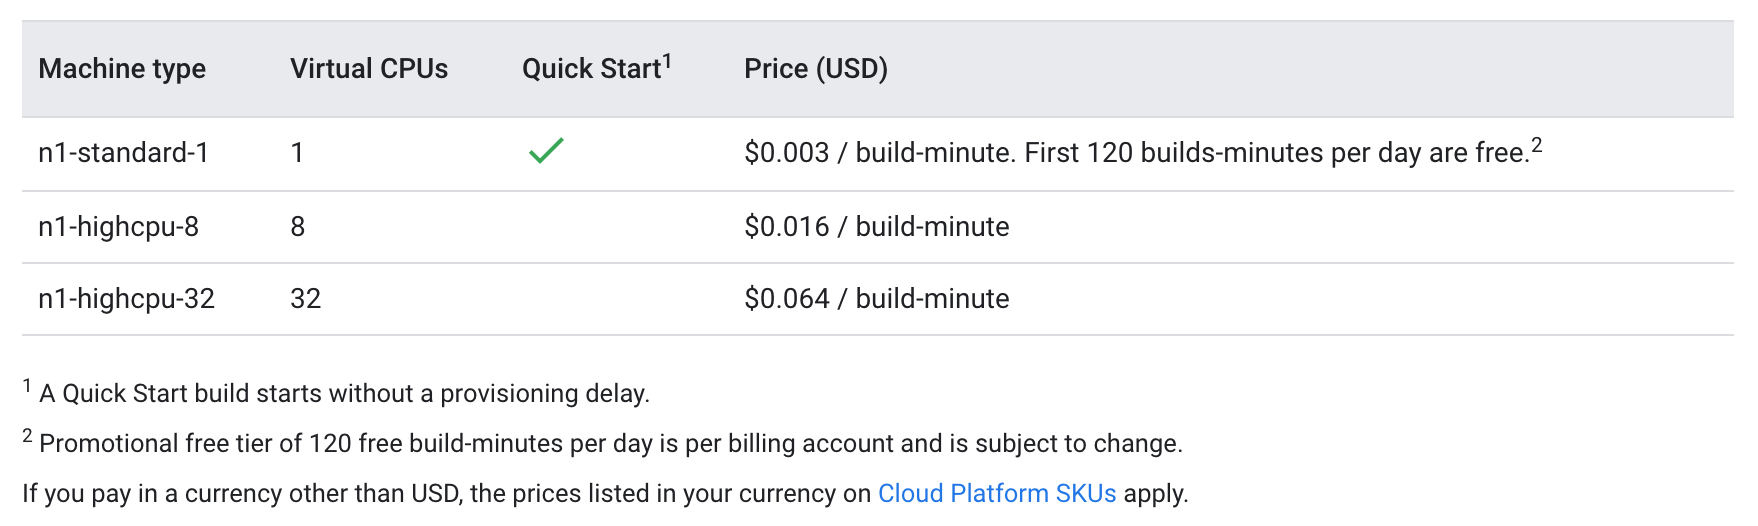 Machine type Virtual CPUs Quick Start¹ Price (USD)
n1-standard-1 1 $0.003 / build-minute. First 120 builds-minutes per day are free.²
n1-highcpu-8 8 $0.016 / build-minute
n1-highcpu-32 32 $0.064 / build-minute
¹ A Quick Start build starts without a provisioning delay.
² Promotional free tier of 120 free build-minutes per day is per billing account and is subject to change.
If you pay in a currency other than USD, the prices listed in your currency on Cloud Platform SKUs apply.